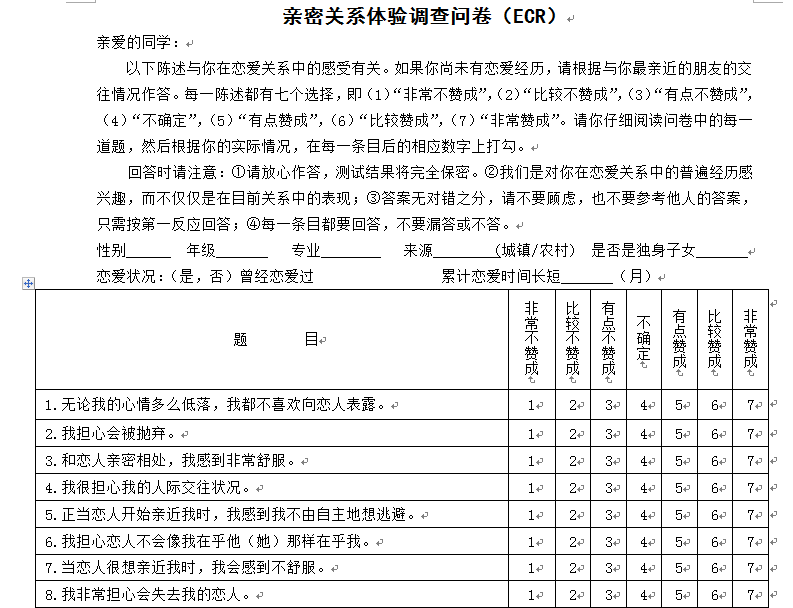 亲密关系体验调查问卷（ECR）
亲爱的同学：
以下陈述与你在恋爱关系中的感受有关。如果你尚未有恋爱经历，请根据与你最亲近的朋友的交
往情况作答。每一陈述都有七个选择，即（1）“非常不赞成”，（2）“比较不赞成”，（3）“有点不赞成”，
（4）“不确定”，（5）“有点赞成”，（6）“比较赞成”，（7）“非常赞成”。请你仔细阅读问卷中的每一
道题，然后根据你的实际情况，在每一条目后的相应数字上打勾。
回答时请注意：①请放心作答，测试结果将完全保密。②我们是对你在恋爱关系中的普遍经历感
兴趣，而不仅仅是在目前关系中的表现；③答案无对错之分，请不要顾虑，也不要参考他人的答案，
只需按第一反应回答；④每一条目都要回答，不要漏答或不答。
性别______ 年级_______ 专业________ 来源________(城镇/农村) 是否是独身子女_______
恋爱状况：（是，否）曾经恋爱过 累计恋爱时间长短_______（月）
题 目 非常不赞成 比较不赞成 有点不赞成 不确定 有点赞成 比较赞成 非常赞成
1.无论我的心情多么低落，我都不喜欢向恋人表露。 1 2 3 4 5 6 7
2.我担心会被抛弃。 1 2 3 4 5 6 7
3.和恋人亲密相处，我感到非常舒服。 1 2 3 4 5 6 7
4.我很担心我的人际交往状况。 1 2 3 4 5 6 7
5.正当恋人开始亲近我时，我感到我不由自主地想逃避。 1 2 3 4 5 6 7
6.我担心恋人不会像我在乎他（她）那样在乎我。 1 2 3 4 5 6 7
7.当恋人很想亲近我时，我会感到不舒服。 1 2 3 4 5 6 7
8.我非常担心会失去我的恋人。 1 2 3 4 5 6 7